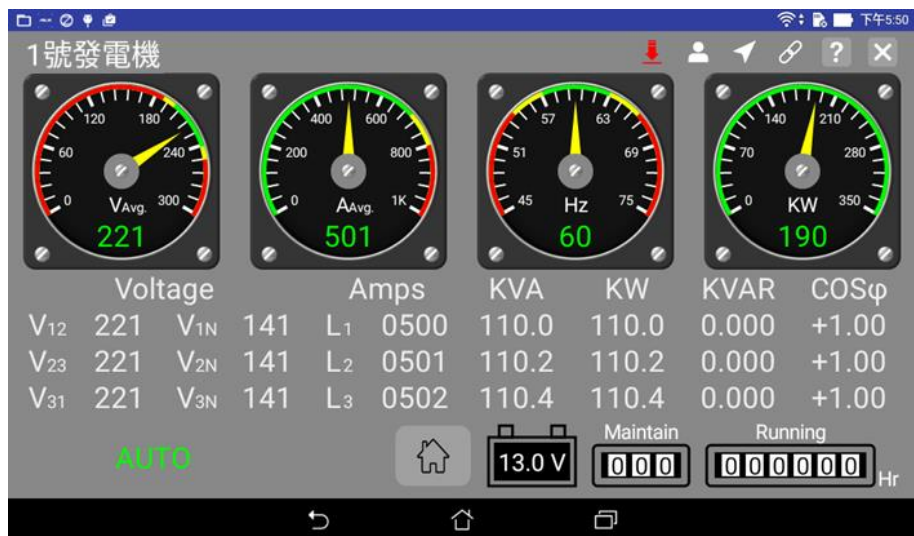 下午5:50
1號發電機
?
0 60 120 180 240 300
VAvg.
221
0 200 400 600 800 1K
AAvg.
501
45 51 57 63 69 75
Hz
60
0 70 140 210 280 350
KW
190
Voltage Amps KVA KW KVAR COSφ
V12 221 V1N 141 L1 0500 110.0 110.0 0.000 +1.00
V23 221 V2N 141 L2 0501 110.2 110.2 0.000 +1.00
V31 221 V3N 141 L3 0502 110.4 110.4 0.000 +1.00
AUTO
13.0 V
Maintain
000
Running
000000 Hr